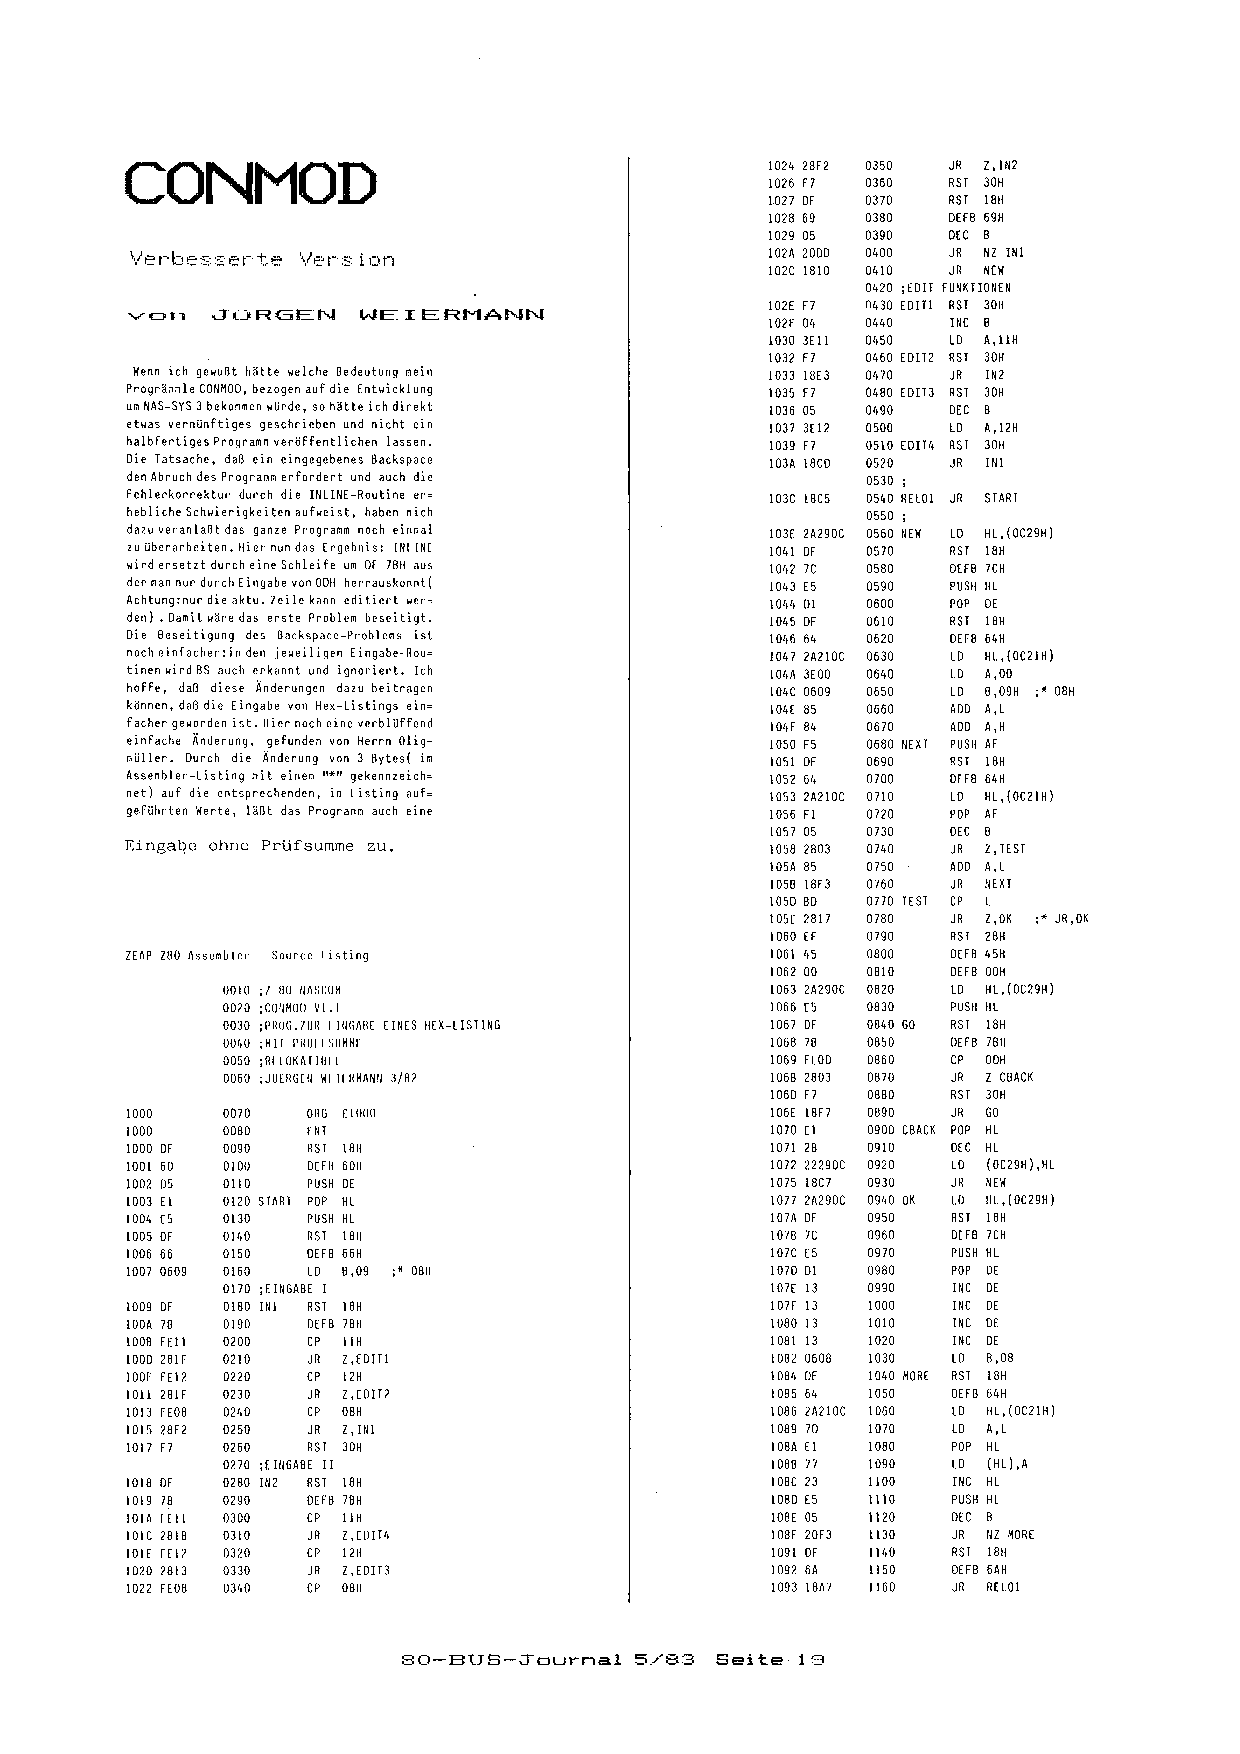 CONMOD
Verbesserte Version
von JÜRGEN WEIERMANN
Wenn ich gewußt hätte welche Bedeutung mein
Progrämmle CONMOD, bezogen auf die Entwicklung
um NAS-SYS 3 bekommen würde, so hätte ich direkt
etwas vernünftiges geschrieben und nicht ein
halbfertiges Programm veröffentlichen lassen.
Die Tatsache, daß ein eingegebenes Backspace
den Abruch des Programm erfordert und auch die
Fehlerkorrektur durch die INLINE-Routine er=
hebliche Schwierigkeiten aufweist, haben mich
dazu veranlaßt das ganze Programm noch einmal
zu überarbeiten. Hier nun das Ergebnis: INLINE
wird ersetzt durch eine Schleife um DF 7BH aus
der man nur durch Eingabe von 0DH herrauskommt(
Achtung:nur die aktu. Zeile kann editiert wer=
den). Damit wäre das erste Problem beseitigt.
Die Beseitigung des Backspace-Problems ist
noch einfacher:in den jeweiligen Eingabe-Rou=
tinen wird BS auch erkannt und ignoriert. Ich
hoffe, daß diese Änderungen dazu beitragen
können, daß die Eingabe von Hex-Listings ein=
facher geworden ist. Hier noch eine verblüffend
einfache Änderung, gefunden von Herrn Olig-
müller. Durch die Änderung von 3 Bytes( im
Assembler-Listing mit einem "*" gekennzeich=
net) auf die entsprechenden, im Listing auf=
geführten Werte, läßt das Programm auch eine
Eingabe ohne Prüfsumme zu.
ZEAP Z80 Assembler - Source Listing
0010 ;Z 80 NASCOM
0020 ;CONMOD V1.1
0030 ;PROG.ZUR EINGABE EINES HEX-LISTING
0040 ;MIT PRUEFSUMME
0050 ;RELOKATIBEL
0060 ;JUERGEN WEIERMANN 3/82
1000 0070 ORG £1000
1000 0080 ENT
1000 DF 0090 RST 18H
1001 60 0100 DEFB 60H
1002 D5 0110 PUSH DE
1003 E1 0120 START POP HL
1004 E5 0130 PUSH HL
1005 DF 0140 RST 18H
1006 66 0150 DEFB 66H
1007 0609 0160 LD B,09 ;* 08H
0170 ;EINGABE I
1009 DF 0180 IN1 RST 18H
100A 7B 0190 DEFB 7BH
100B FE11 0200 CP 11H
100D 281F 0210 JR Z,EDIT1
100F FE12 0220 CP 12H
1011 281F 0230 JR Z,EDIT2
1013 FE08 0240 CP 08H
1015 28F2 0250 JR Z,IN1
1017 F7 0260 RST 30H
0270 ;EINGABE II
1018 DF 0280 IN2 RST 18H
1019 7B 0290 DEFB 7BH
101A FE11 0300 CP 11H
101C 281B 0310 JR Z,EDIT4
101E FE12 0320 CP 12H
1020 2813 0330 JR Z,EDIT3
1022 FE08 0340 CP 08H
1024 28F2 0350 JR Z,IN2
1026 F7 0360 RST 30H
1027 DF 0370 RST 18H
1028 69 0380 DEFB 69H
1029 05 0390 DEC B
102A 20DD 0400 JR NZ IN1
102C 1810 0410 JR NEW
0420 ;EDIT FUNKTIONEN
102E F7 0430 EDIT1 RST 30H
102F 04 0440 INC B
1030 3E11 0450 LD A,11H
1032 F7 0460 EDIT2 RST 30H
1033 18E3 0470 JR IN2
1035 F7 0480 EDIT3 RST 30H
1036 05 0490 DEC B
1037 3E12 0500 LD A,12H
1039 F7 0510 EDIT4 RST 30H
103A 18CD 0520 JR IN1
0530 ;
103C 18C5 0540 RELO1 JR START
0550 ;
103E 2A290C 0560 NEW LD HL,(0C29H)
1041 DF 0570 RST 18H
1042 7C 0580 DEFB 7CH
1043 E5 0590 PUSH HL
1044 D1 0600 POP DE
1045 DF 0610 RST 18H
1046 64 0620 DEFB 64H
1047 2A210C 0630 LD HL,(0C21H)
104A 3E00 0640 LD A,00
104C 0609 0650 LD B,09H ;* 08H
104E 85 0660 ADD A,L
104F 84 0670 ADD A,H
1050 F5 0680 NEXT PUSH AF
1051 DF 0690 RST 18H
1052 64 0700 DEFB 64H
1053 2A210C 0710 LD HL,(0C21H)
1056 F1 0720 POP AF
1057 05 0730 DEC B
1058 2803 0740 JR Z,TEST
105A 85 0750 ADD A,L
105B 18F3 0760 JR NEXT
105D BD 0770 TEST CP L
105E 2817 0780 JR Z,OK ;* JR,OK
1060 EF 0790 RST 28H
1061 45 0800 DEFB 45H
1062 00 0810 DEFB 00H
1063 2A290C 0820 LD HL,(0C29H)
1066 E5 0830 PUSH HL
1067 DF 0840 GO RST 18H
1068 7B 0850 DEFB 7BH
1069 FE0D 0860 CP 0DH
106B 2803 0870 JR Z CBACK
106D F7 0880 RST 30H
106E 18F7 0890 JR GO
1070 E1 0900 CBACK POP HL
1071 2B 0910 DEC HL
1072 22290C 0920 LD (0C29H),HL
1075 18C7 0930 JR NEW
1077 2A290C 0940 OK LD HL,(0C29H)
107A DF 0950 RST 18H
107B 7C 0960 DEFB 7CH
107C E5 0970 PUSH HL
107D D1 0980 POP DE
107E 13 0990 INC DE
107F 13 1000 INC DE
1080 13 1010 INC DE
1081 13 1020 INC DE
1082 0608 1030 LD B,08
1084 DF 1040 MORE RST 18H
1085 64 1050 DEFB 64H
1086 2A210C 1060 LD HL,(0C21H)
1089 7D 1070 LD A,L
108A E1 1080 POP HL
108B 77 1090 LD (HL),A
108C 23 1100 INC HL
108D E5 1110 PUSH HL
108E 05 1120 DEC B
108F 20F3 1130 JR NZ MORE
1091 DF 1140 RST 18H
1092 6A 1150 DEFB 6AH
1093 18A7 1160 JR RELO1
80-BUS-Journal 5/83 Seite 19